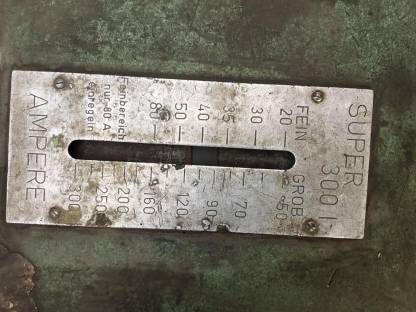 SUPER
300 I
FEIN GROB
20 50
30
70
35
90
40
50 120
80 160
Feinbereich 200
nur 80 A 250
einregeln 300
AMPERE